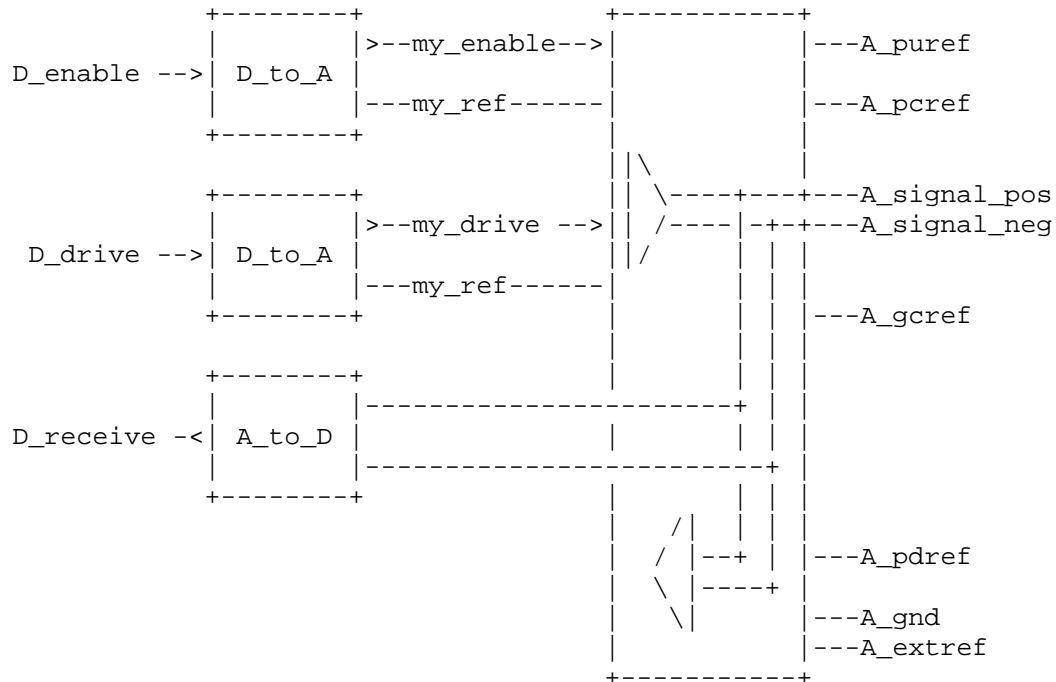 >---my_enable--> ---A_puref
D_enable --> D_to_A
---my_ref------ ---A_pcref
---A_signal_pos
>---my_drive --> ---A_signal_neg
D_drive --> D_to_A
---my_ref------
---A_gcref
D_receive -< A_to_D
---A_pdref
---A_gnd
---A_extref